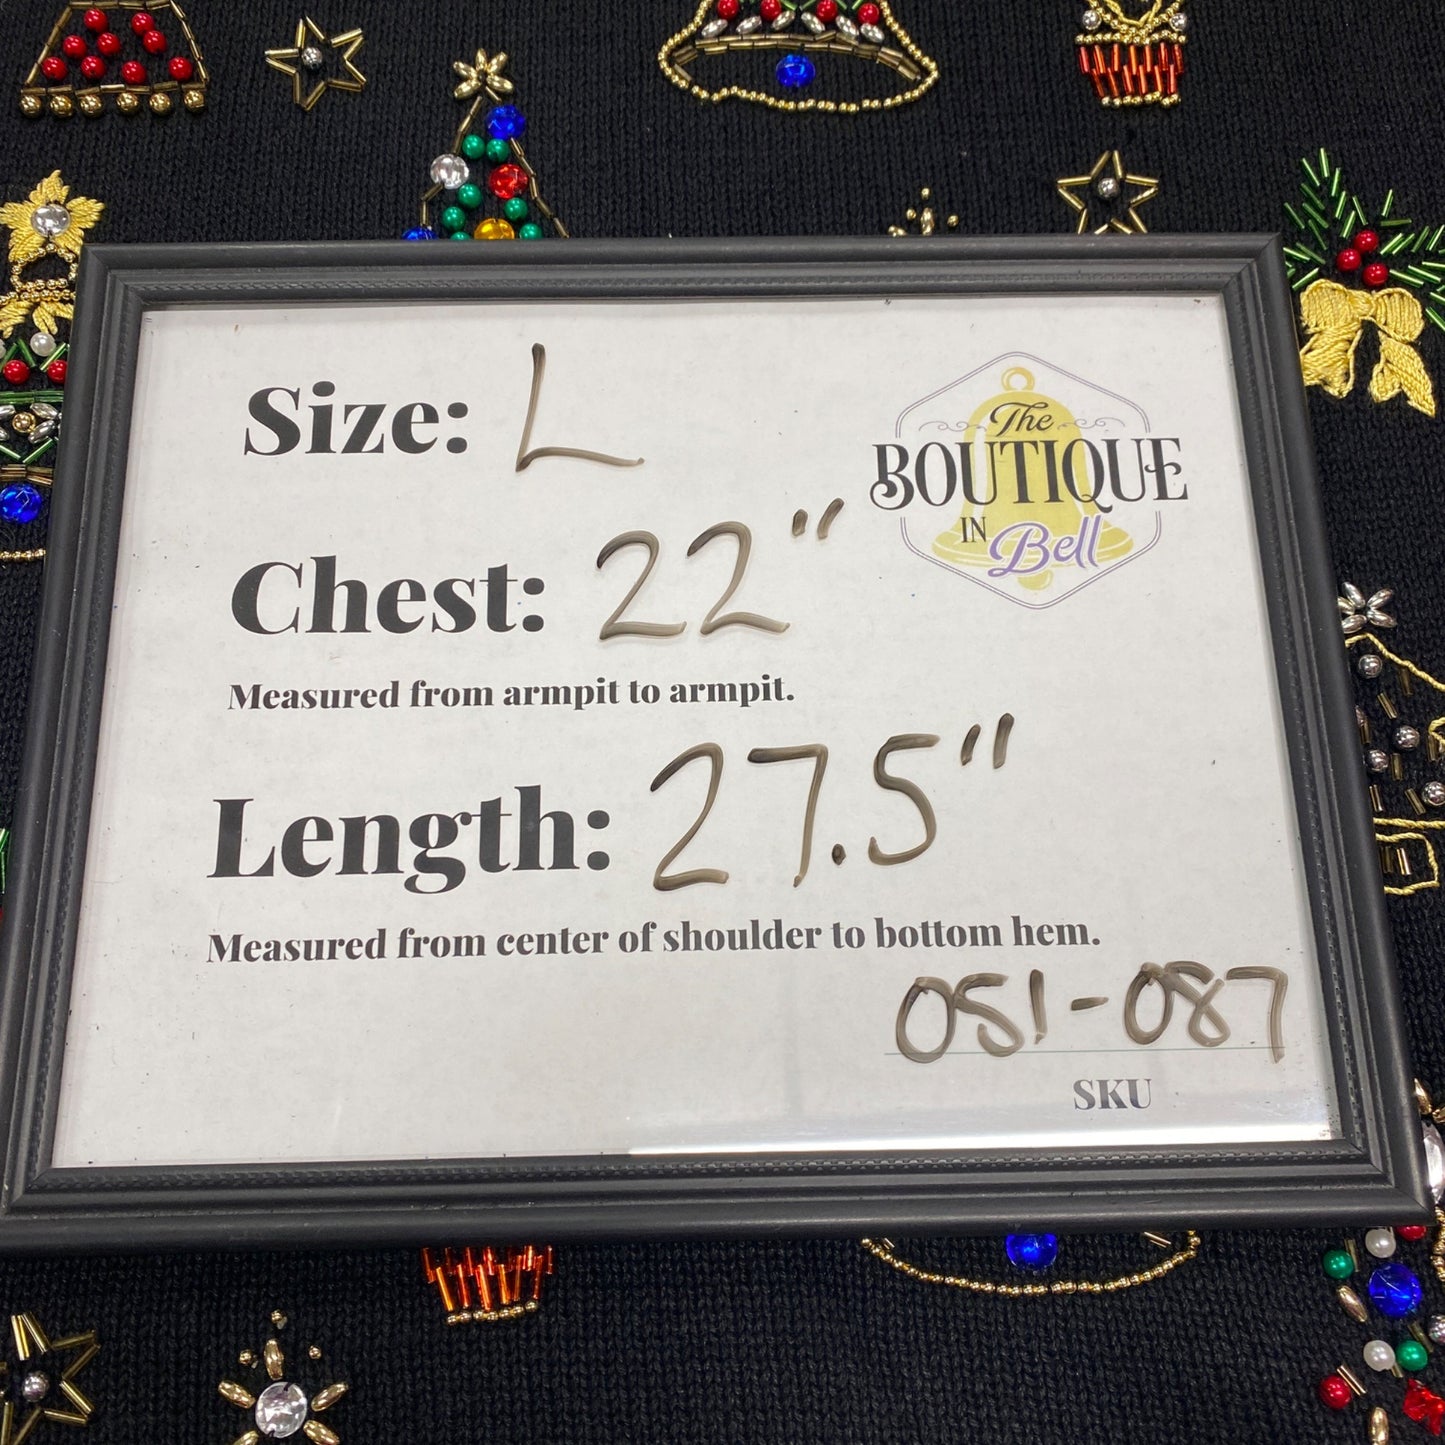 Size: L
The
BOUTIQUE
IN Bell
Chest: 22"
Measured from armpit to armpit.
Length: 27.5"
Measured from center of shoulder to bottom hem.
051-087
SKU